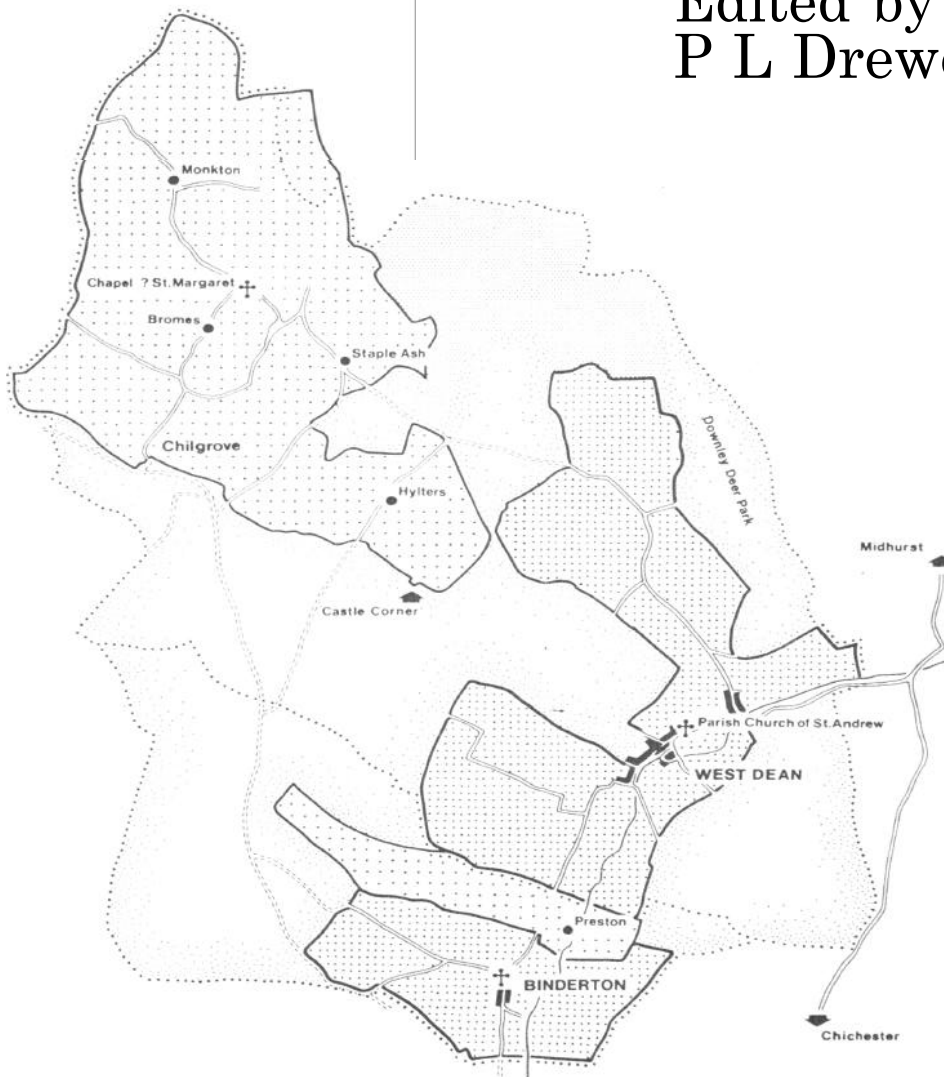 Edited by
P L
Monkton
Chapel ? St. Margaret
Bromes
Staple Ash
Chilgrove
Hylters
Downley Deer Park
Midhurst
Castle Corner
Parish Church of St. Andrew
WEST DEAN
Preston
BINDERTON
Chichester